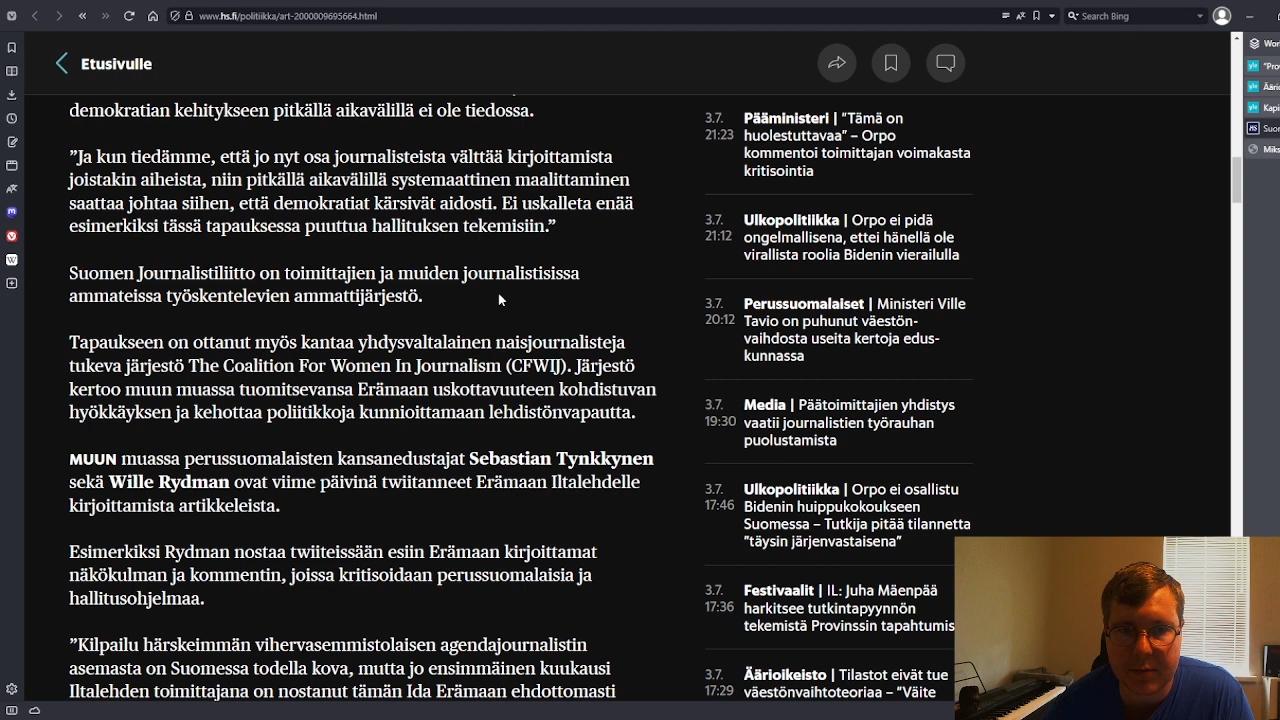 www.hs.fi/politiikka/art-2000009695664.html
Search Bing
Etusivulle
demokratian kehitykseen pitkällä aikavälillä ei ole tiedossa.
”Ja kun tiedämme, että jo nyt osa journalisteista välttää kirjoittamista
joistakin aiheista, niin pitkällä aikavälillä systemaattinen maalittaminen
saattaa johtaa siihen, että demokratiat kärsivät aidosti. Ei uskalleta enää
esimerkiksi tässä tapauksessa puuttua hallituksen tekemisiin.”
Suomen Journalistiliitto on toimittajien ja muiden journalistisissa
ammateissa työskentelevien ammattijärjestö.
Tapaukseen on ottanut myös kantaa yhdysvaltalainen naisjournalisteja
tukeva järjestö The Coalition For Women In Journalism (CFWIJ). Järjestö
kertoo muun muassa tuomitsevansa Erämaan uskottavuuteen kohdistuvan
hyökkäyksen ja kehottaa poliitikkoja kunnioittamaan lehdistönvapautta.
MUUN muassa perussuomalaisten kansanedustajat Sebastian Tynkkynen
sekä Wille Rydman ovat viime päivinä twiitanneet Erämaan Iltalehdelle
kirjoittamista artikkeleista.
Esimerkiksi Rydman nostaa twiiteissään esiin Erämaan kirjoittamat
näkökulman ja kommentin, joissa kritisoidaan perussuomalaisia ja
hallitusohjelmaa.
”Kilpailu härskeimmän vihervasemmistolaisen agendajournalistin
asemasta on Suomessa todella kova, mutta jo ensimmäinen kuukausi
Iltalehden toimittajana on nostanut tämän Ida Erämaan ehdottomasti
3.7.
21:23
Pääministeri | ”Tämä on
huolestuttavaa” – Orpo
kommentoi toimittajan voimakasta
kritisointia
3.7.
21:12
Ulkopolitiikka | Orpo ei pidä
ongelmallisena, ettei hänellä ole
virallista roolia Bidenin vierailulla
3.7.
20:12
Perussuomalaiset | Ministeri Ville
Tavio on puhunut väestön-
vaihdosta useita kertoja edus-
kunnassa
3.7.
19:30
Media | Päätoimittajien yhdistys
vaatii journalistien työrauhan
puolustamista
3.7.
17:46
Ulkopolitiikka | Orpo ei osallistu
Bidenin huippukokoukseen
Suomessa – Tutkija pitää tilannetta
”täysin järjenvastaisena”
3.7.
17:36
Festivaalit | IL: Juha Mäenpää
harkitsee tutkintapyynnön
tekemistä Provinssin tapahtumis
3.7.
17:29
Äärioikeisto | Tilastot eivät tue
väestönvaihtoteoriaa – ”Väite
Wor
yle "Pro
yle Ääri
yle Kapi
HS Suo
Miks